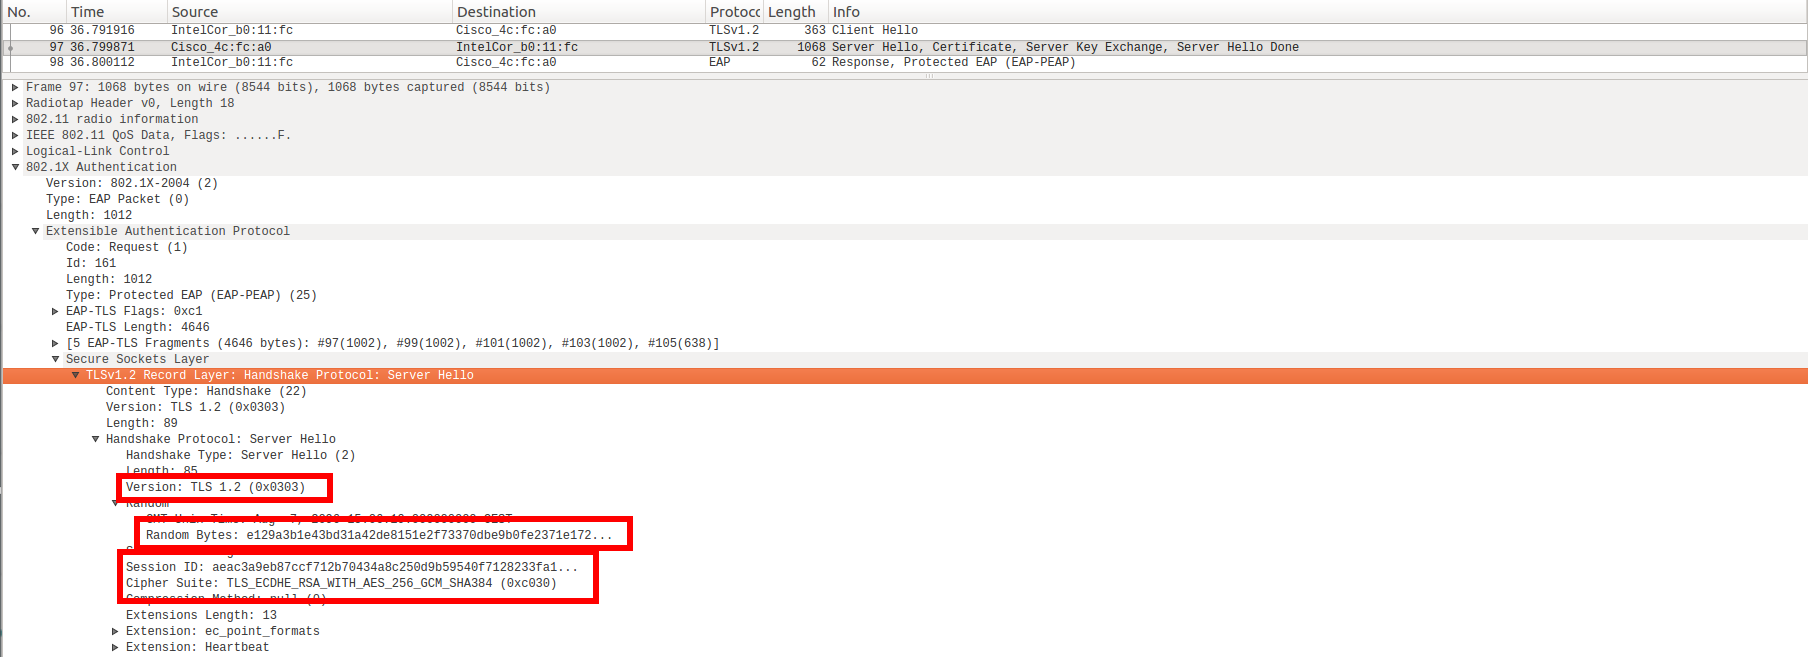 No. Time Source Destination Protocc Length Info
96 36.791916 IntelCor_b0:11:fc Cisco_4c:fc:a0 TLSv1.2 363 Client Hello
97 36.799871 Cisco_4c:fc:a0 IntelCor_b0:11:fc TLSv1.2 1068 Server Hello, Certificate, Server Key Exchange, Server Hello Done
98 36.800112 IntelCor_b0:11:fc Cisco_4c:fc:a0 EAP 62 Response, Protected EAP (EAP-PEAP)
Frame 97: 1068 bytes on wire (8544 bits), 1068 bytes captured (8544 bits)
Radiotap Header v0, Length 18
802.11 radio information
IEEE 802.11 QoS Data, Flags: ......F.
Logical-Link Control
802.1X Authentication
Version: 802.1X-2004 (2)
Type: EAP Packet (0)
Length: 1012
Extensible Authentication Protocol
Code: Request (1)
Id: 161
Length: 1012
Type: Protected EAP (EAP-PEAP) (25)
EAP-TLS Flags: 0xc1
EAP-TLS Length: 4646
[5 EAP-TLS Fragments (4646 bytes): #97(1002), #99(1002), #101(1002), #103(1002), #105(638)]
Secure Sockets Layer
TLSv1.2 Record Layer: Handshake Protocol: Server Hello
Content Type: Handshake (22)
Version: TLS 1.2 (0x0303)
Length: 89
Handshake Protocol: Server Hello
Handshake Type: Server Hello (2)
Length: 85
Version: TLS 1.2 (0x0303)
Random
Random Bytes: e129a3b1e43bd31a42de8151e2f73370dbe9b0fe2371e172...
Session ID: aeac3a9eb87ccf712b70434a8c250d9b59540f7128233fa1...
Cipher Suite: TLS_ECDHE_RSA_WITH_AES_256_GCM_SHA384 (0xc030)
Compression Method: null (0)
Extensions Length: 13
Extension: ec_point_formats
Extension: Heartbeat